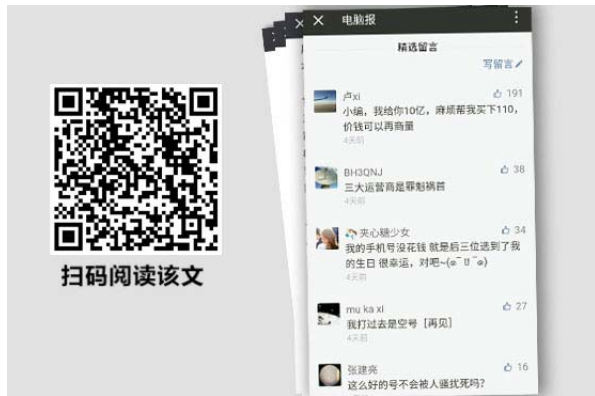 电脑报
精选留言
写留言
卢xi
191
小编，我给你10亿，麻烦帮我买下110，
价钱可以再商量
4天前
BH3QNJ
38
三大运营商是罪魁祸首
4天前
夹心糖少女
34
我的手机号没花钱 就是后三位选到了我
的生日 很幸运，对吧~(๑¯ਊ¯๑)
4天前
mu ka xi
27
我打过去是空号［再见］
4天前
张建亮
16
这么好的号不会被人骚扰死吗？
扫码阅读该文